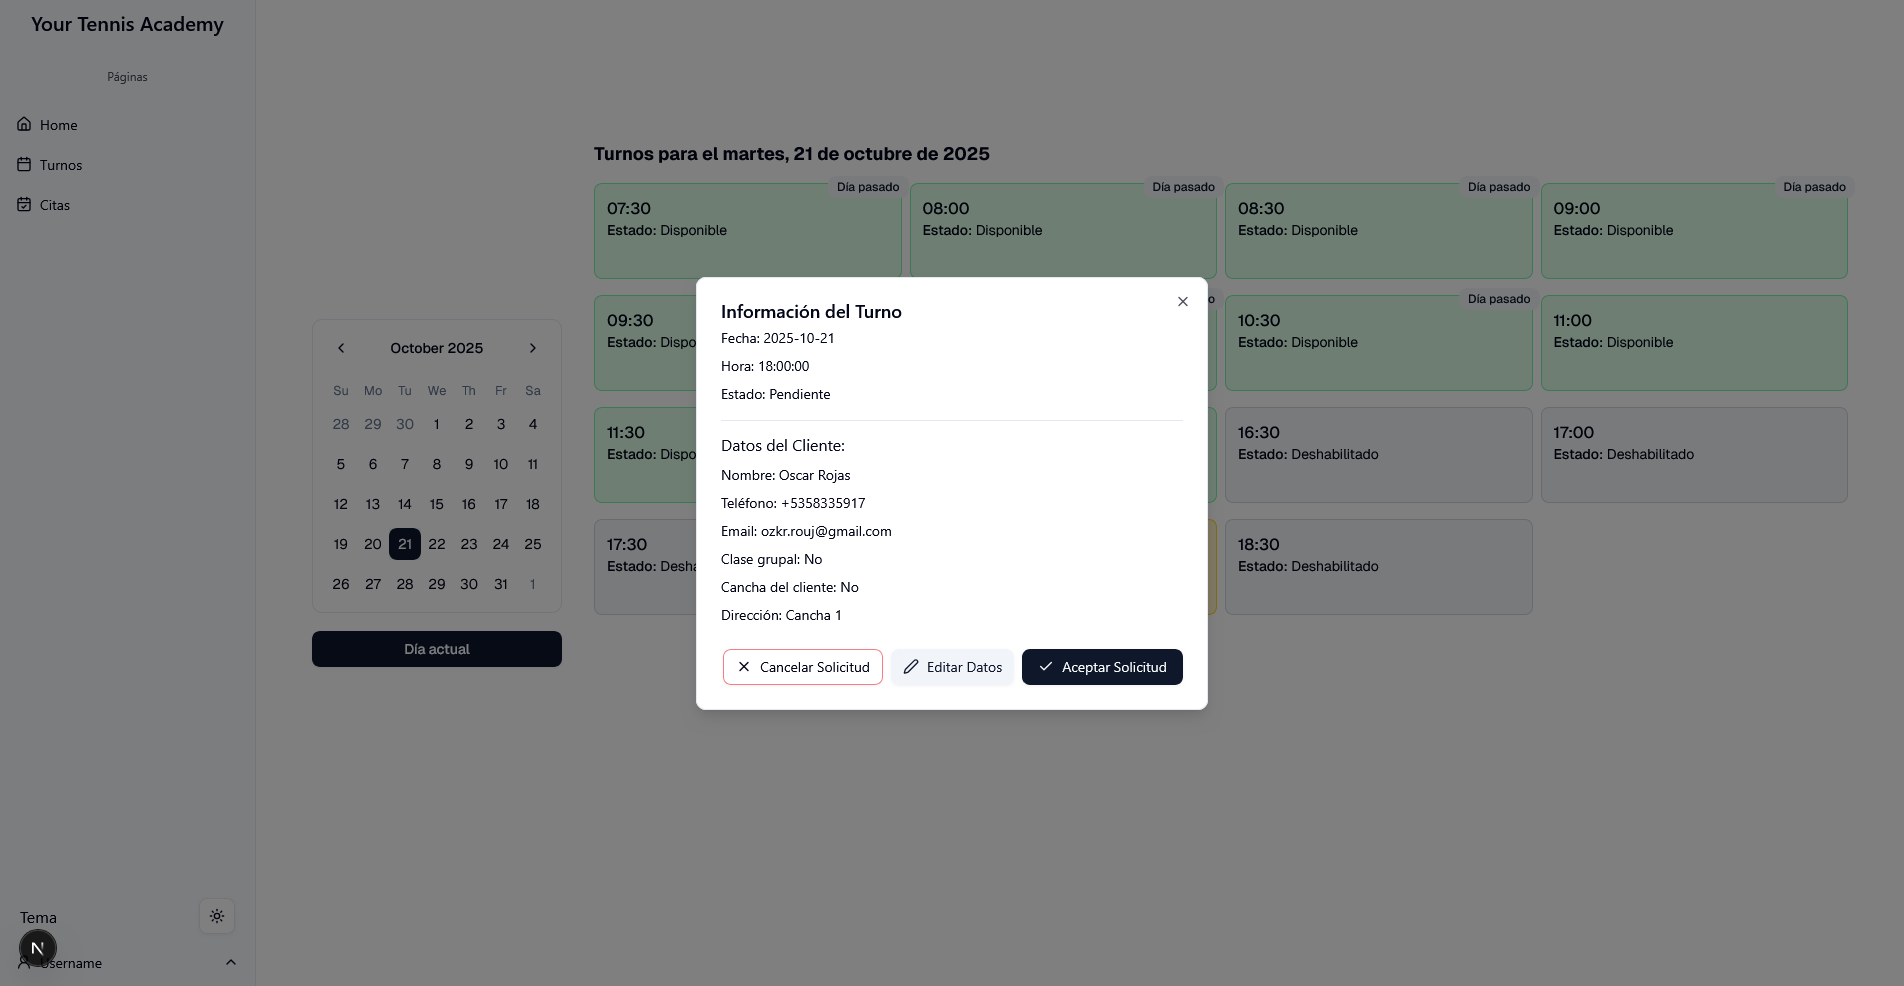 Your Tennis Academy
Páginas
Home
Turnos
Citas
Tema
N
Username
October 2025
Su Mo Tu We Th Fr Sa
28 29 30 1 2 3 4
5 6 7 8 9 10 11
12 13 14 15 16 17 18
19 20 21 22 23 24 25
26 27 28 29 30 31 1
Día actual
Turnos para el martes, 21 de octubre de 2025
Día pasado
07:30
Estado: Disponible
Día pasado
08:00
Estado: Disponible
Día pasado
08:30
Estado: Disponible
Día pasado
09:00
Estado: Disponible
09:30
Estado: Dispo
o
Día pasado
10:30
Estado: Disponible
11:00
Estado: Disponible
11:30
Estado: Dispo
16:30
Estado: Deshabilitado
17:00
Estado: Deshabilitado
17:30
Estado: Desha
18:30
Estado: Deshabilitado
Información del Turno
Fecha: 2025-10-21
Hora: 18:00:00
Estado: Pendiente
Datos del Cliente:
Nombre: Oscar Rojas
Teléfono: +5358335917
Email: ozkr.rouj@gmail.com
Clase grupal: No
Cancha del cliente: No
Dirección: Cancha 1
Cancelar Solicitud
Editar Datos
Aceptar Solicitud